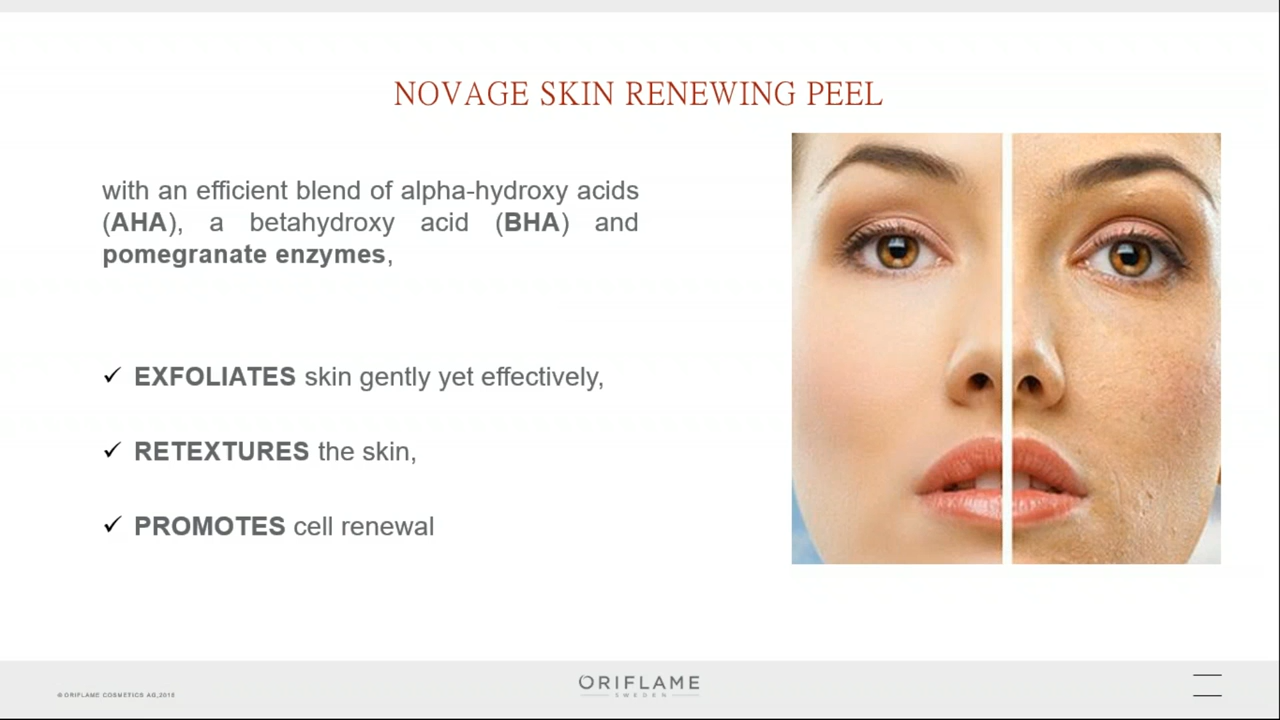 NOVAGE SKIN RENEWING PEEL
with an efficient blend of alpha-hydroxy acids
(AHA), a betahydroxy acid (BHA) and
pomegranate enzymes,
✓ EXFOLIATES skin gently yet effectively,
✓ RETEXTURES the skin,
✓ PROMOTES cell renewal
© ORIFLAME COSMETICS AG,2018
ORIFLAME
SWEDEN